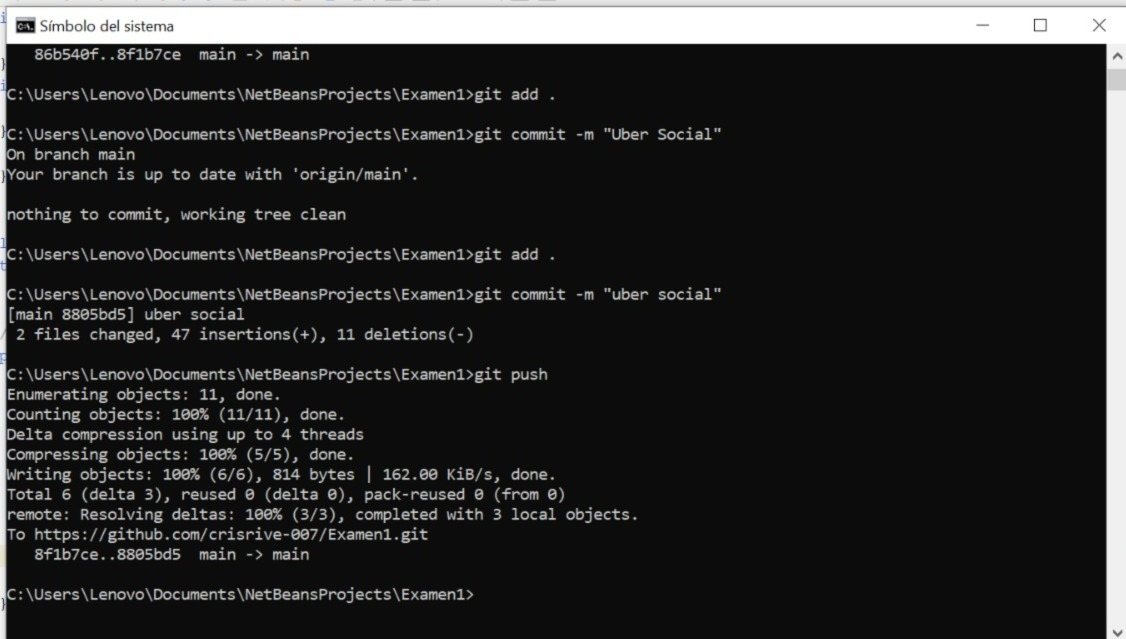 Símbolo del sistema
86b540f..8f1b7ce  main -> main
C:\Users\Lenovo\Documents\NetBeansProjects\Examen1>git add .
C:\Users\Lenovo\Documents\NetBeansProjects\Examen1>git commit -m "Uber Social"
On branch main
Your branch is up to date with 'origin/main'.
nothing to commit, working tree clean
C:\Users\Lenovo\Documents\NetBeansProjects\Examen1>git add .
C:\Users\Lenovo\Documents\NetBeansProjects\Examen1>git commit -m "uber social"
[main 8805bd5] uber social
2 files changed, 47 insertions(+), 11 deletions(-)
C:\Users\Lenovo\Documents\NetBeansProjects\Examen1>git push
Enumerating objects: 11, done.
Counting objects: 100% (11/11), done.
Delta compression using up to 4 threads
Compressing objects: 100% (5/5), done.
Writing objects: 100% (6/6), 814 bytes | 162.00 KiB/s, done.
Total 6 (delta 3), reused 0 (delta 0), pack-reused 0 (from 0)
remote: Resolving deltas: 100% (3/3), completed with 3 local objects.
To https://github.com/crisrive-007/Examen1.git
8f1b7ce..8805bd5  main -> main
C:\Users\Lenovo\Documents\NetBeansProjects\Examen1>